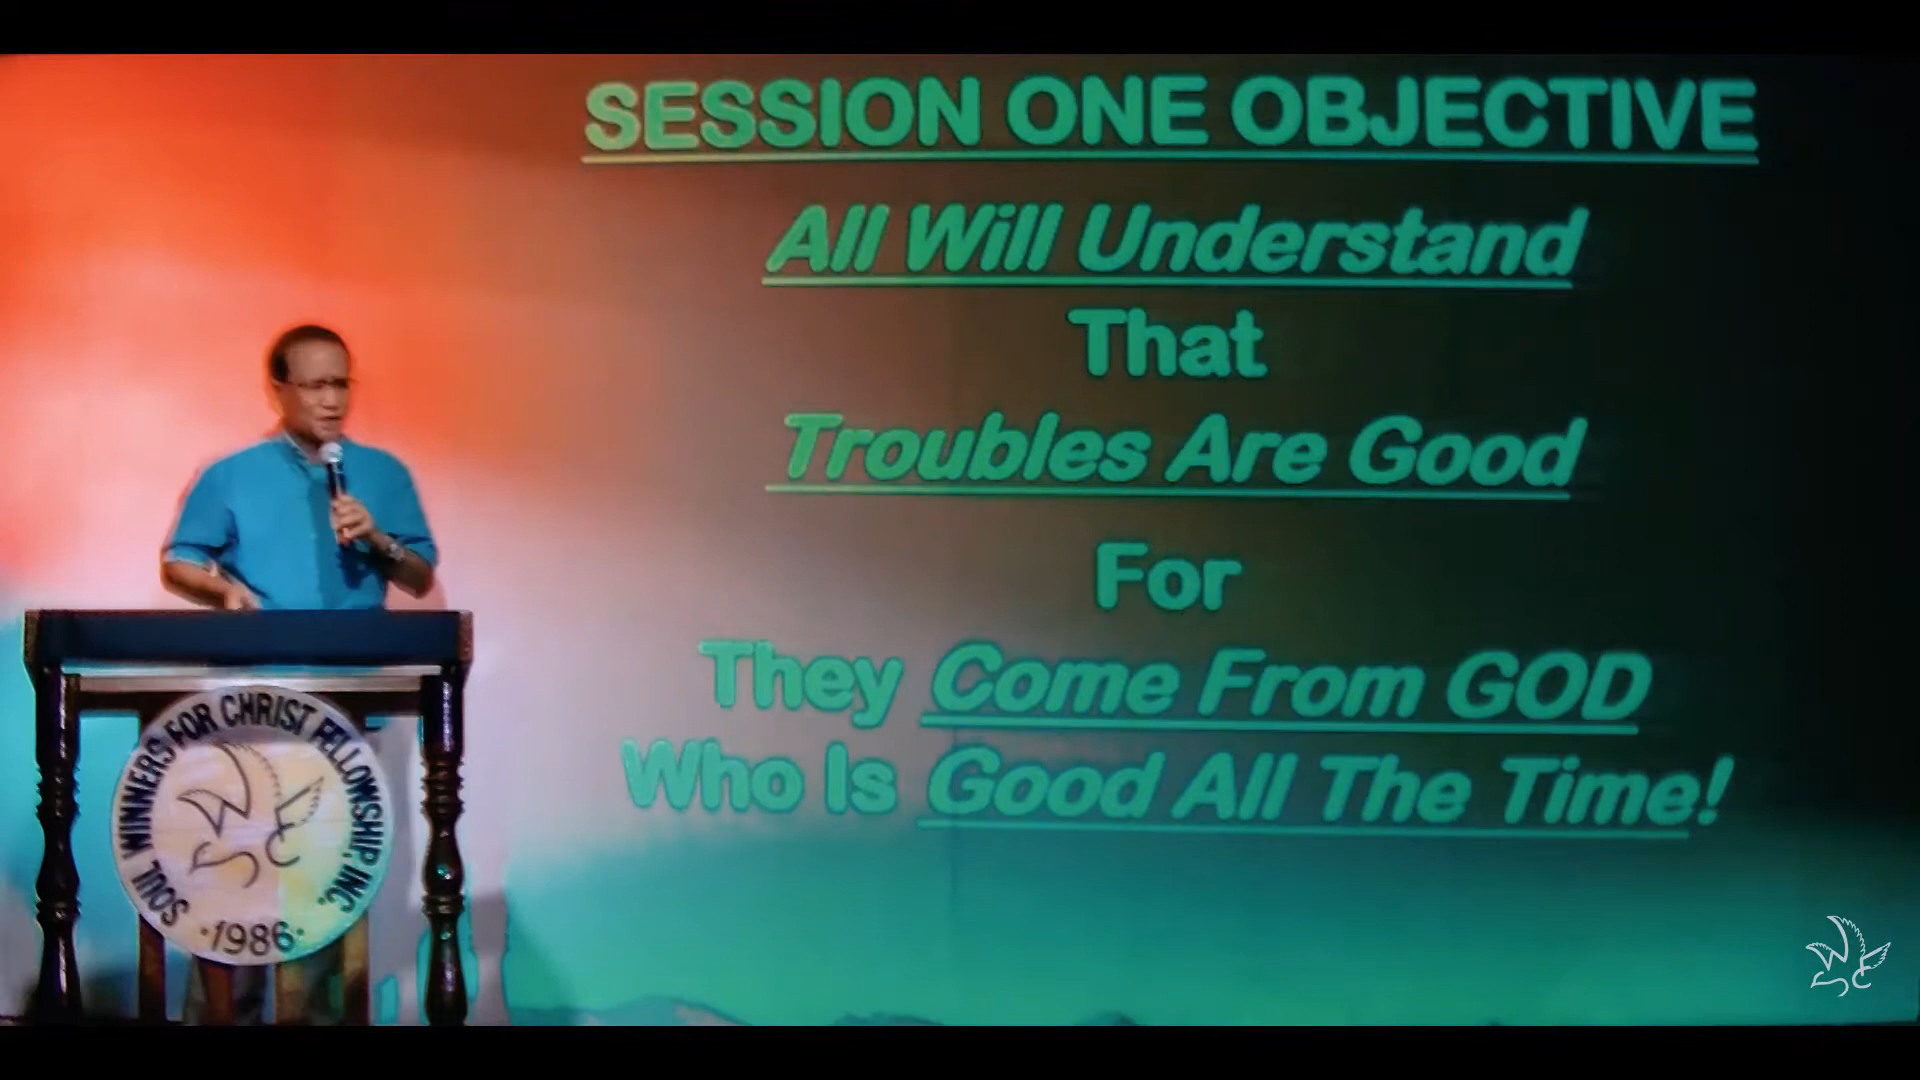 SESSION ONE OBJECTIVE
All Will Understand
That
Troubles Are Good
For
They Come From GOD
Who Is Good All The Time!
SOUL WINNERS FOR CHRIST FELLOWSHIP, INC.
·1986·
W
F
S
C
W
F
S
C